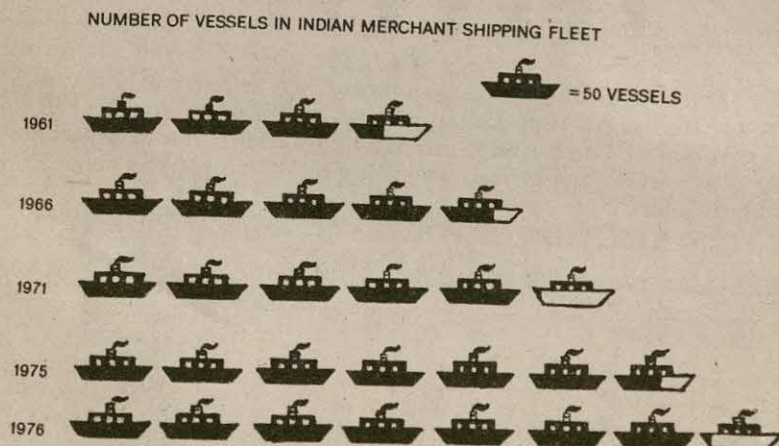 NUMBER OF VESSELS IN INDIAN MERCHANT SHIPPING FLEET
= 50 VESSELS
1961
1966
1971
1975
1976